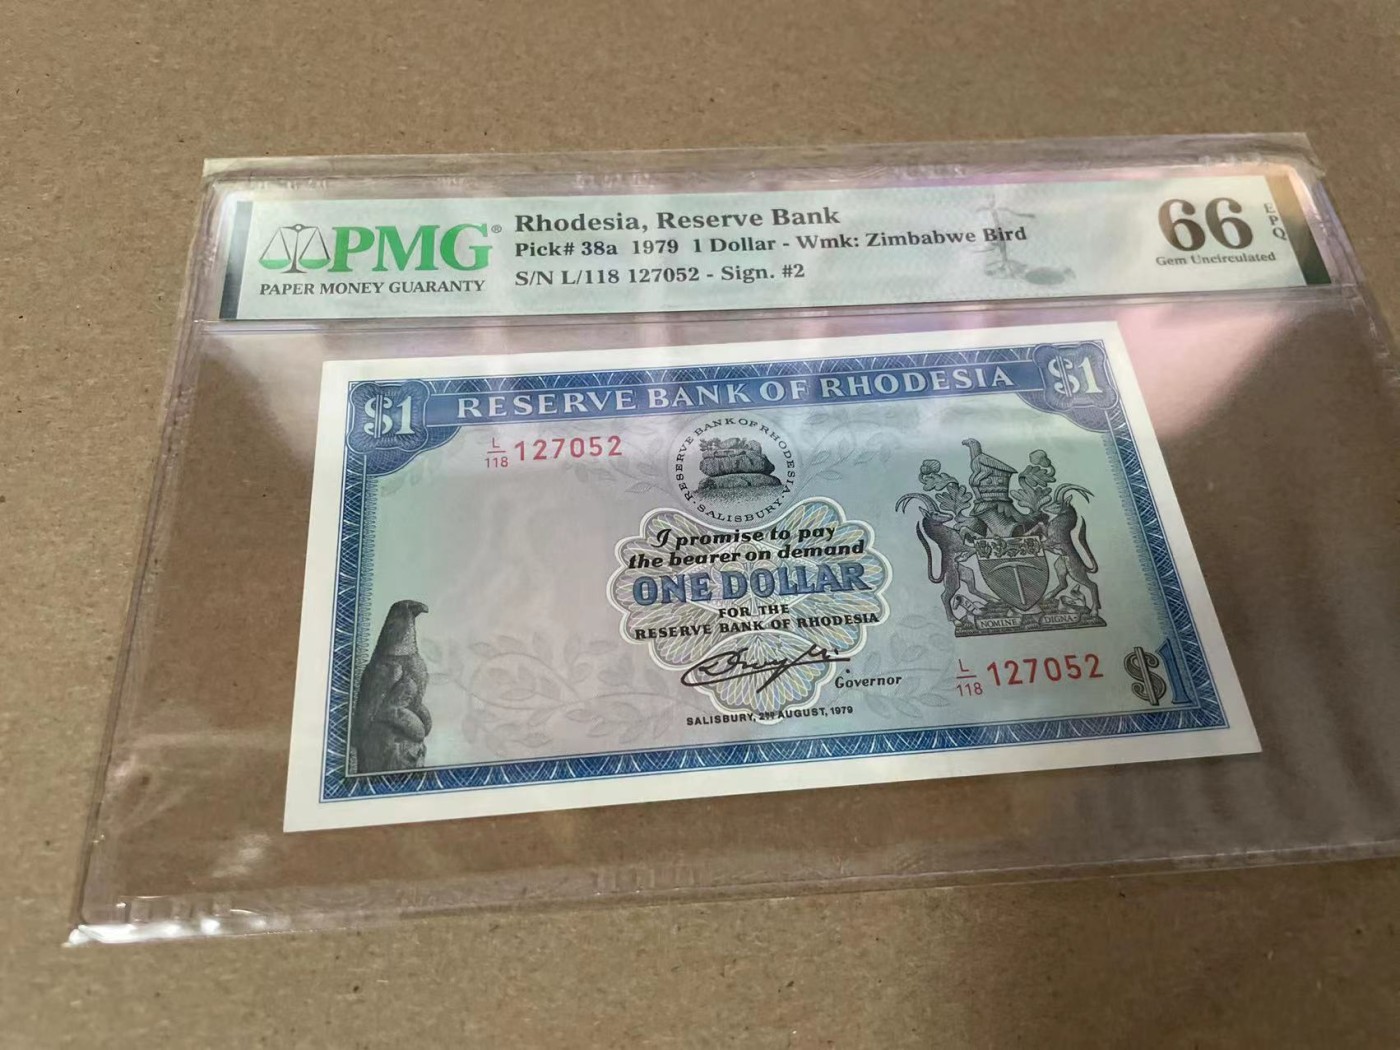 PMG®
PAPER MONEY GUARANTY
Rhodesia, Reserve Bank
Pick# 38a 1979 1 Dollar - Wmk: Zimbabwe Bird
S/N L/118 127052 - Sign. #2
66 EPQ
Gem Uncirculated
$1 RESERVE BANK OF RHODESIA $1
L/118 127052
RESERVE BANK OF RHODESIA · SALISBURY ·
I promise to pay
the bearer on demand
ONE DOLLAR
FOR THE
RESERVE BANK OF RHODESIA
Governor
SALISBURY, 2ND AUGUST, 1979
NOMINE DIGNA
L/118 127052 $1